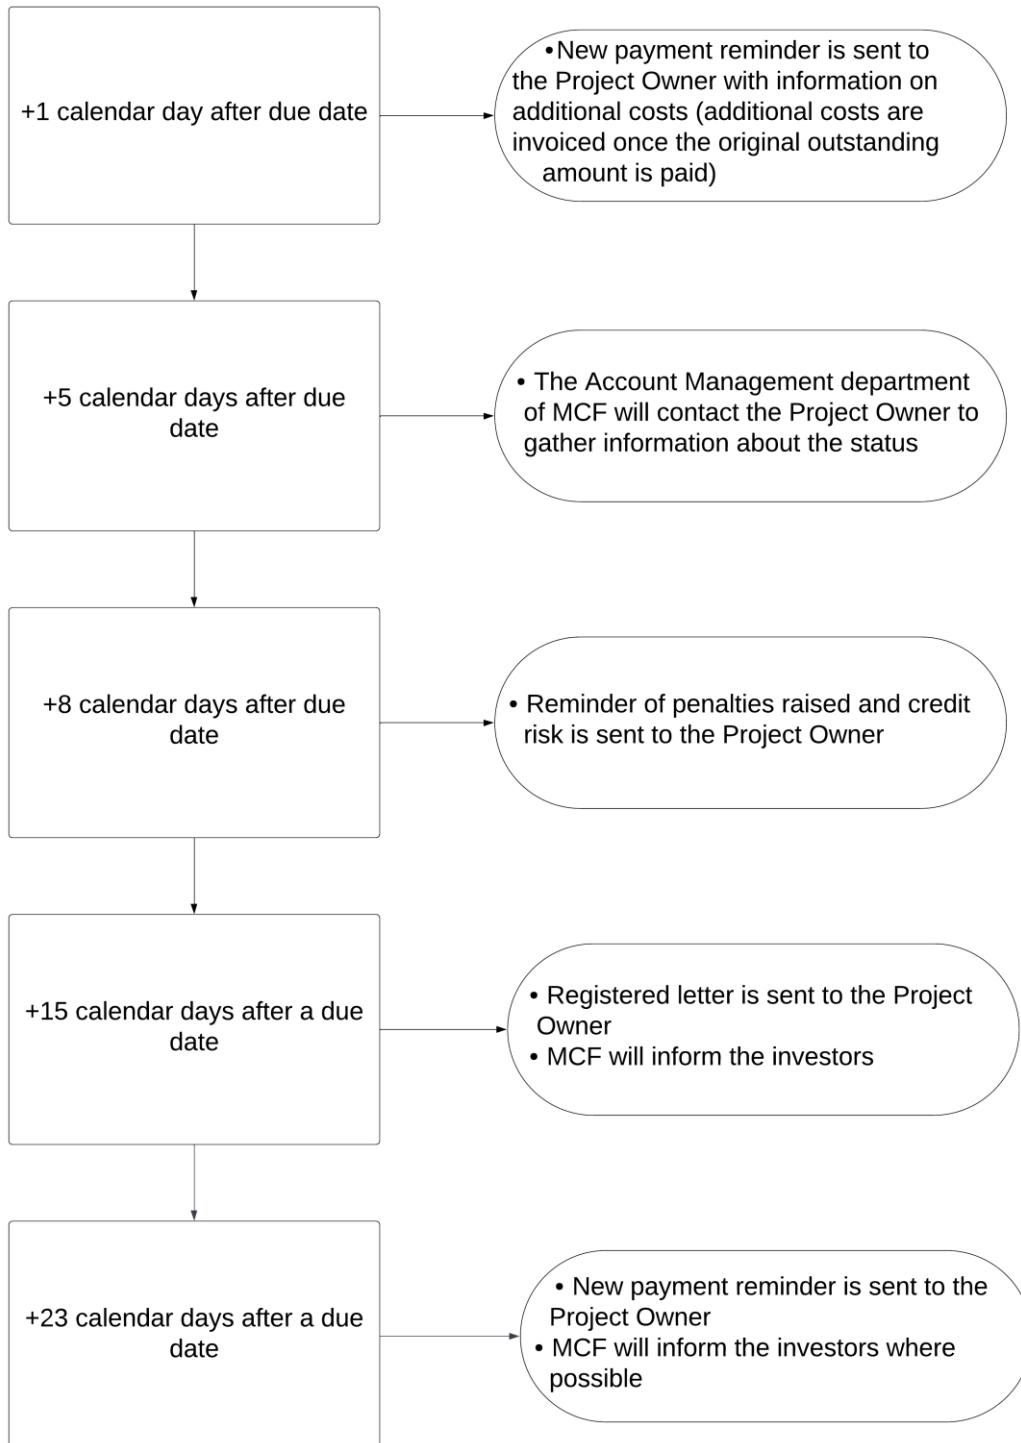 +1 calendar day after due date
•New payment reminder is sent to
the Project Owner with information on
additional costs (additional costs are
invoiced once the original outstanding
amount is paid)
+5 calendar days after due
date
• The Account Management department
of MCF will contact the Project Owner to
gather information about the status
+8 calendar days after due
date
• Reminder of penalties raised and credit
risk is sent to the Project Owner
+15 calendar days after a due
date
• Registered letter is sent to the Project
Owner
• MCF will inform the investors
+23 calendar days after a due
date
• New payment reminder is sent to the
Project Owner
• MCF will inform the investors where
possible